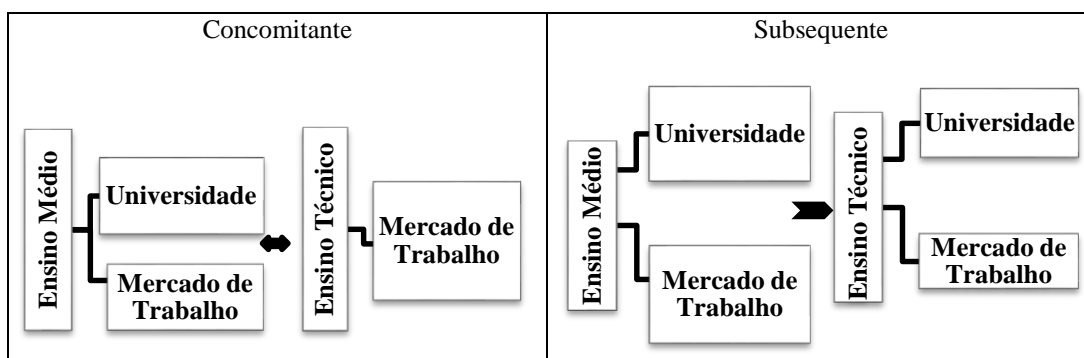 Concomitante
Ensino Médio
Universidade
Mercado de
Trabalho
Ensino Técnico
Mercado de
Trabalho
Subsequente
Ensino Médio
Universidade
Mercado de
Trabalho
Ensino Técnico
Universidade
Mercado de
Trabalho